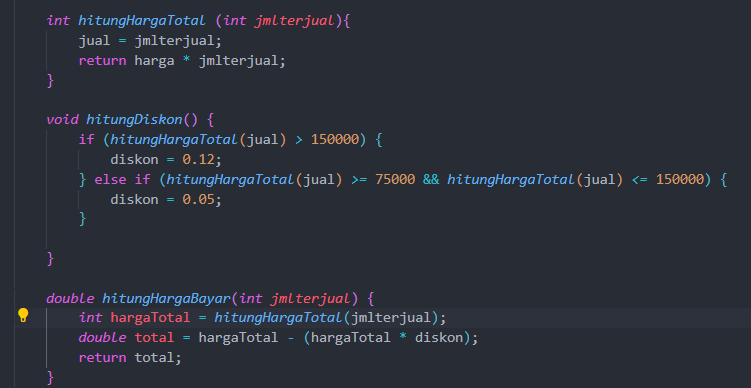 int hitungHargaTotal (int jmlterjual){
jual = jmlterjual;
return harga * jmlterjual;
}
void hitungDiskon() {
if (hitungHargaTotal(jual) > 150000) {
diskon = 0.12;
} else if (hitungHargaTotal(jual) >= 75000 && hitungHargaTotal(jual) <= 150000) {
diskon = 0.05;
}
}
double hitungHargaBayar(int jmlterjual) {
int hargaTotal = hitungHargaTotal(jmlterjual);
double total = hargaTotal - (hargaTotal * diskon);
return total;
}